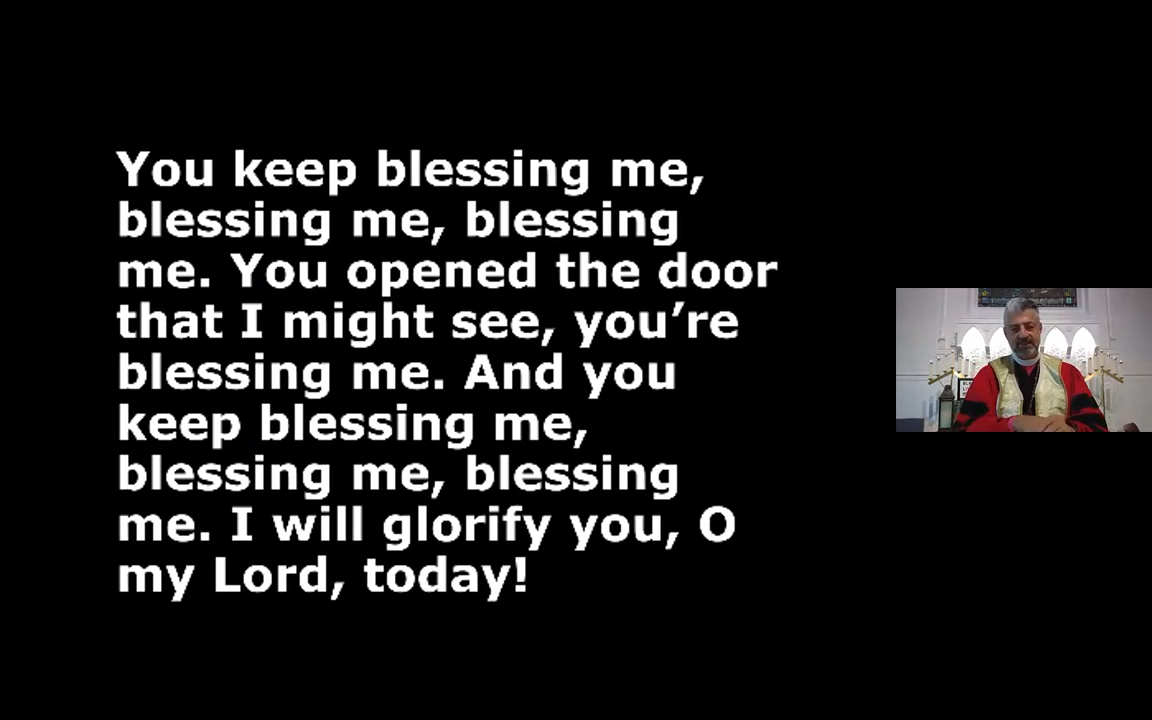 You keep blessing me,
blessing me, blessing
me. You opened the door
that I might see, you’re
blessing me. And you
keep blessing me,
blessing me, blessing
me. I will glorify you, O
my Lord, today!